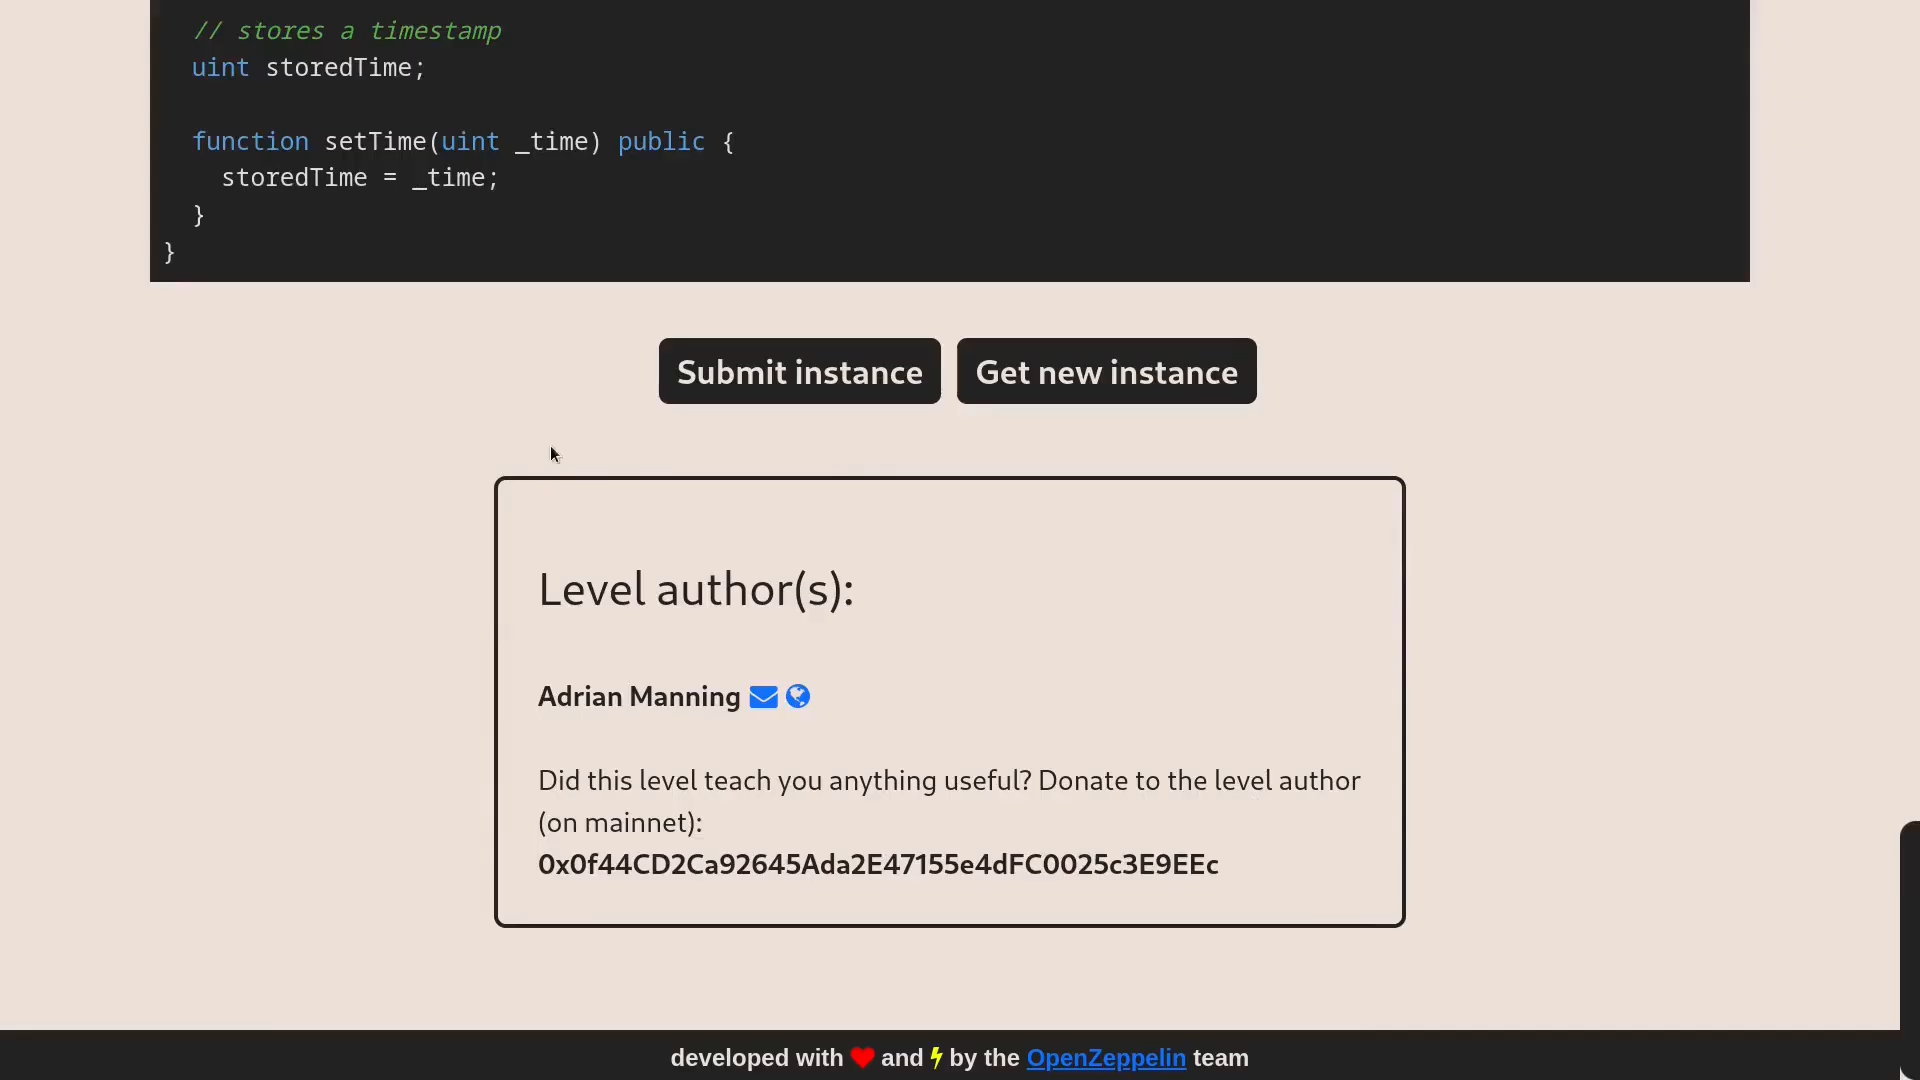 // stores a timestamp
uint storedTime;
function setTime(uint _time) public {
storedTime = _time;
}
}
Submit instance Get new instance
Level author(s):
Adrian Manning
Did this level teach you anything useful? Donate to the level author
(on mainnet):
0x0f44CD2Ca92645Ada2E47155e4dFC0025c3E9EEc
developed with ❤ and ⚡ by the OpenZeppelin team